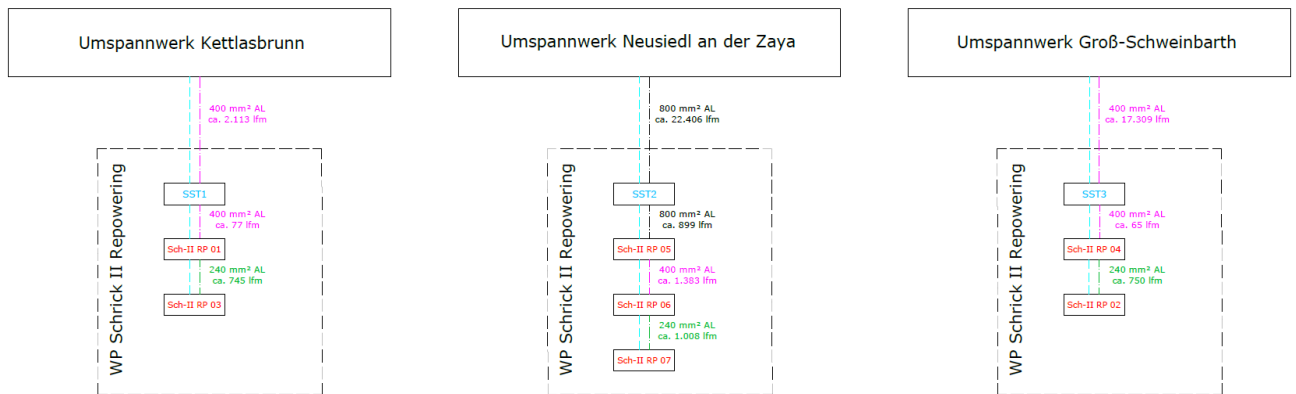 Umspannwerk Kettlasbrunn
400 mm² AL
ca. 2.113 lfm
WP Schrick II Repowering
SST1
400 mm² AL
ca. 77 lfm
Sch-II RP 01
240 mm² AL
ca. 745 lfm
Sch-II RP 03
Umspannwerk Neusiedl an der Zaya
800 mm² AL
ca. 22.406 lfm
WP Schrick II Repowering
SST2
800 mm² AL
ca. 899 lfm
Sch-II RP 05
400 mm² AL
ca. 1.383 lfm
Sch-II RP 06
240 mm² AL
ca. 1.008 lfm
Sch-II RP 07
Umspannwerk Groß-Schweinbarth
400 mm² AL
ca. 17.309 lfm
WP Schrick II Repowering
SST3
400 mm² AL
ca. 65 lfm
Sch-II RP 04
240 mm² AL
ca. 750 lfm
Sch-II RP 02